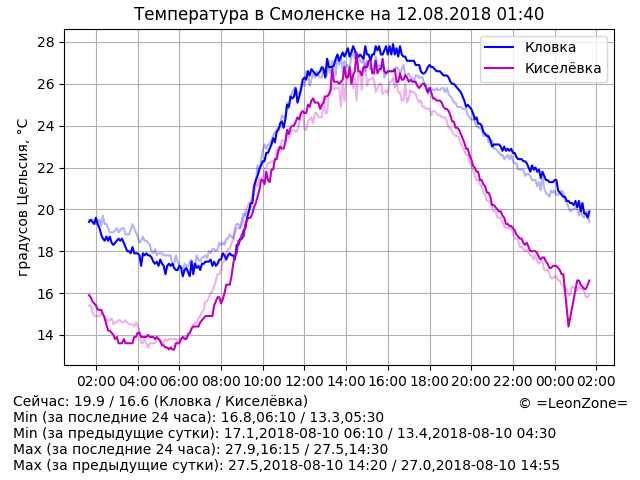 Температура в Смоленске на 12.08.2018 01:40
Кловка
Киселёвка
градусов Цельсия, °C
28
26
24
22
20
18
16
14
02:00 04:00 06:00 08:00 10:00 12:00 14:00 16:00 18:00 20:00 22:00 00:00 02:00
© =LeonZone=
Сейчас: 19.9 / 16.6 (Кловка / Киселёвка)
Min (за последние 24 часа): 16.8,06:10 / 13.3,05:30
Min (за предыдущие сутки): 17.1,2018-08-10 06:10 / 13.4,2018-08-10 04:30
Max (за последние 24 часа): 27.9,16:15 / 27.5,14:30
Max (за предыдущие сутки): 27.5,2018-08-10 14:20 / 27.0,2018-08-10 14:55